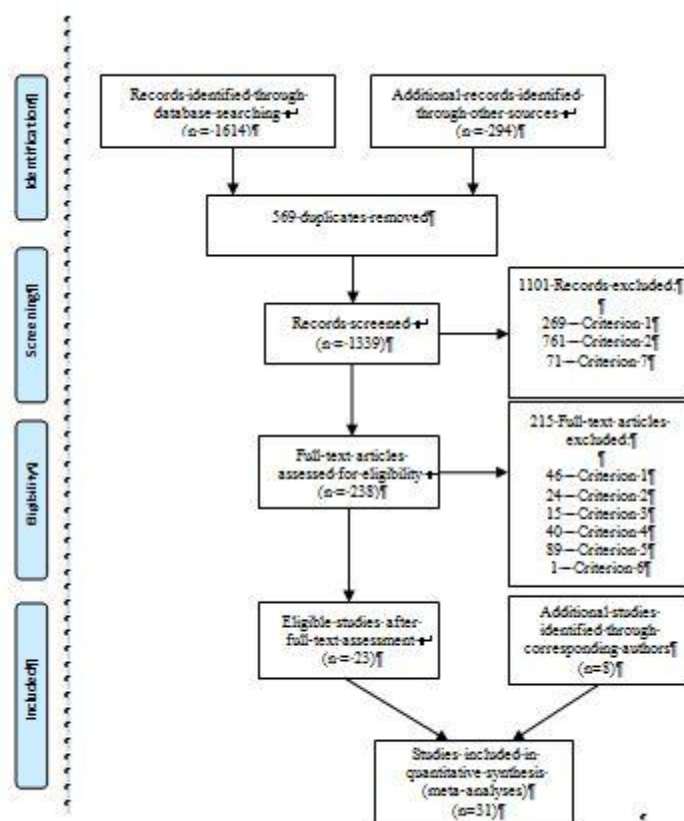 Identification¶
Records·identified·through·
database·searching·↵
(n·=·1614)¶
Additional·records·identified·
through·other·sources·↵
(n·=·294)¶
569·duplicates·removed¶
Screening¶
Records·screened·↵
(n·=·1339)¶
1101·Records·excluded:¶
¶
269·–·Criterion·1¶
761·–·Criterion·2¶
71·–·Criterion·7¶
Eligibility¶
Full-text·articles·
assessed·for·eligibility·↵
(n·=·238)¶
215·Full-text·articles·
excluded:¶
¶
46·–·Criterion·1¶
24·–·Criterion·2¶
15·–·Criterion·3¶
40·–·Criterion·4¶
89·–·Criterion·5¶
1·–·Criterion·6¶
Included¶
Eligible·studies·after·
full-text·assessment·↵
(n·=·23)¶
Additional·studies·
identified·through·
corresponding·authors¶
(n=8)¶
Studies·included·in·
quantitative·synthesis·
(meta-analyses)¶
(n=31)¶